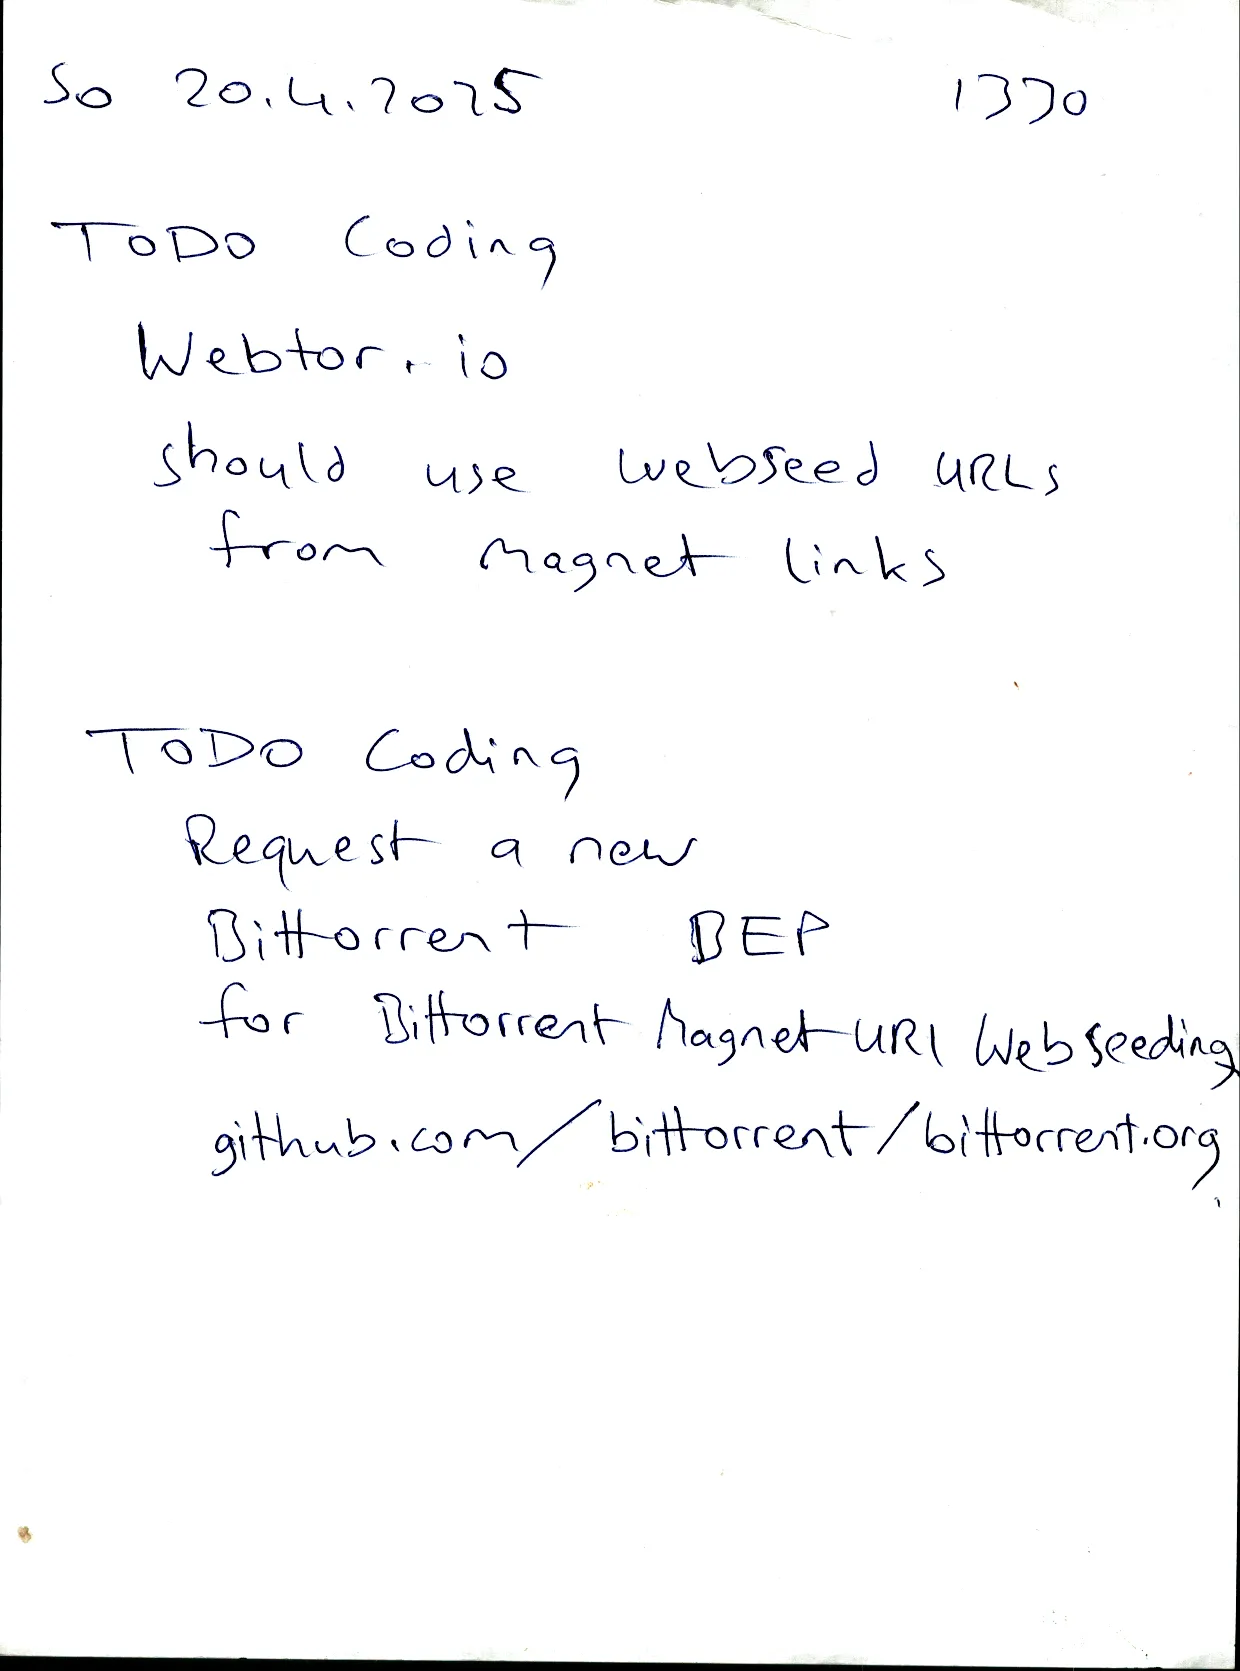 So 20.4.2025 1330
TODO Coding
Webtor.io
should use webseed URLs
from magnet links
TODO Coding
Request a new
Bittorrent BEP
for Bittorrent Magnet URI Webseeding
github.com/bittorrent/bittorrent.org